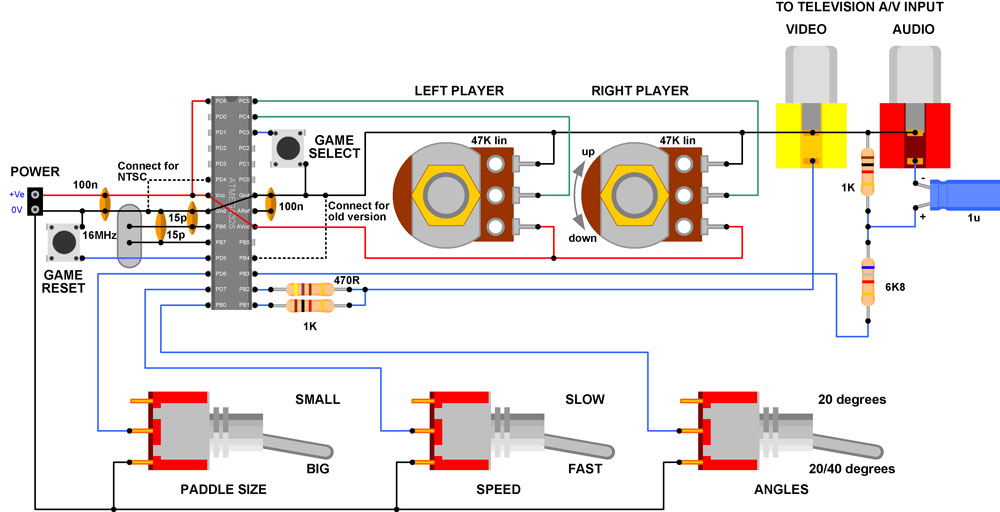 TO TELEVISION A/V INPUT
VIDEO
AUDIO
LEFT PLAYER
RIGHT PLAYER
GAME
SELECT
47K lin
47K lin
up
down
Connect for
NTSC
POWER
+Ve
0V
100n
15p
15p
16MHz
GAME
RESET
100n
Connect for
old version
1K
-
+
1u
6K8
470R
1K
PC6
PD0
PD1
PD2
PD3
PD4
Vcc
Gnd
PB6
PB7
PD5
PD6
PD7
PB0
PC5
PC4
PC3
PC2
PC1
PC0
Gnd
ARef
AVcc
PB5
PB4
PB3
PB2
PB1
SMALL
BIG
PADDLE SIZE
SLOW
FAST
SPEED
20 degrees
20/40 degrees
ANGLES